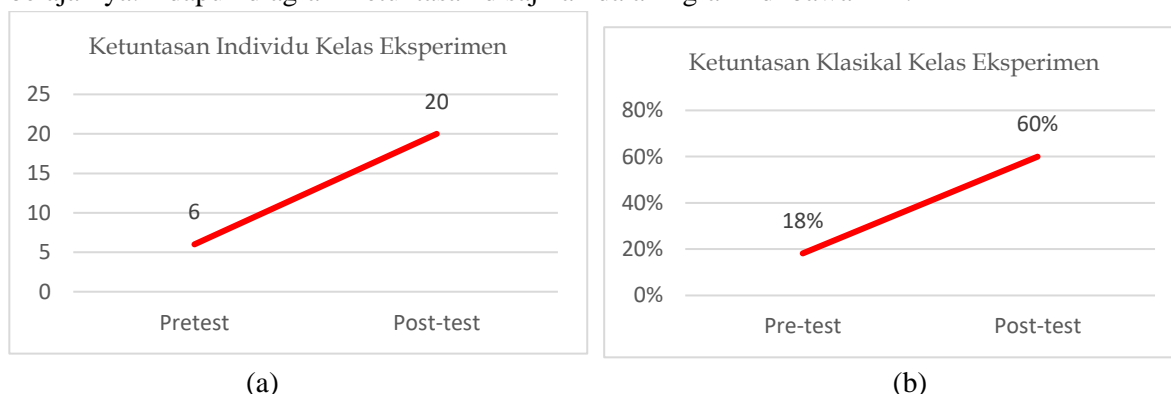 Ketuntasan Individu Kelas Eksperimen
25
20
15
10
5
0
6
20
Pretest
Post-test
(a)
Ketuntasan Klasikal Kelas Eksperimen
80%
60%
40%
20%
0%
18%
60%
Pre-test
Post-test
(b)